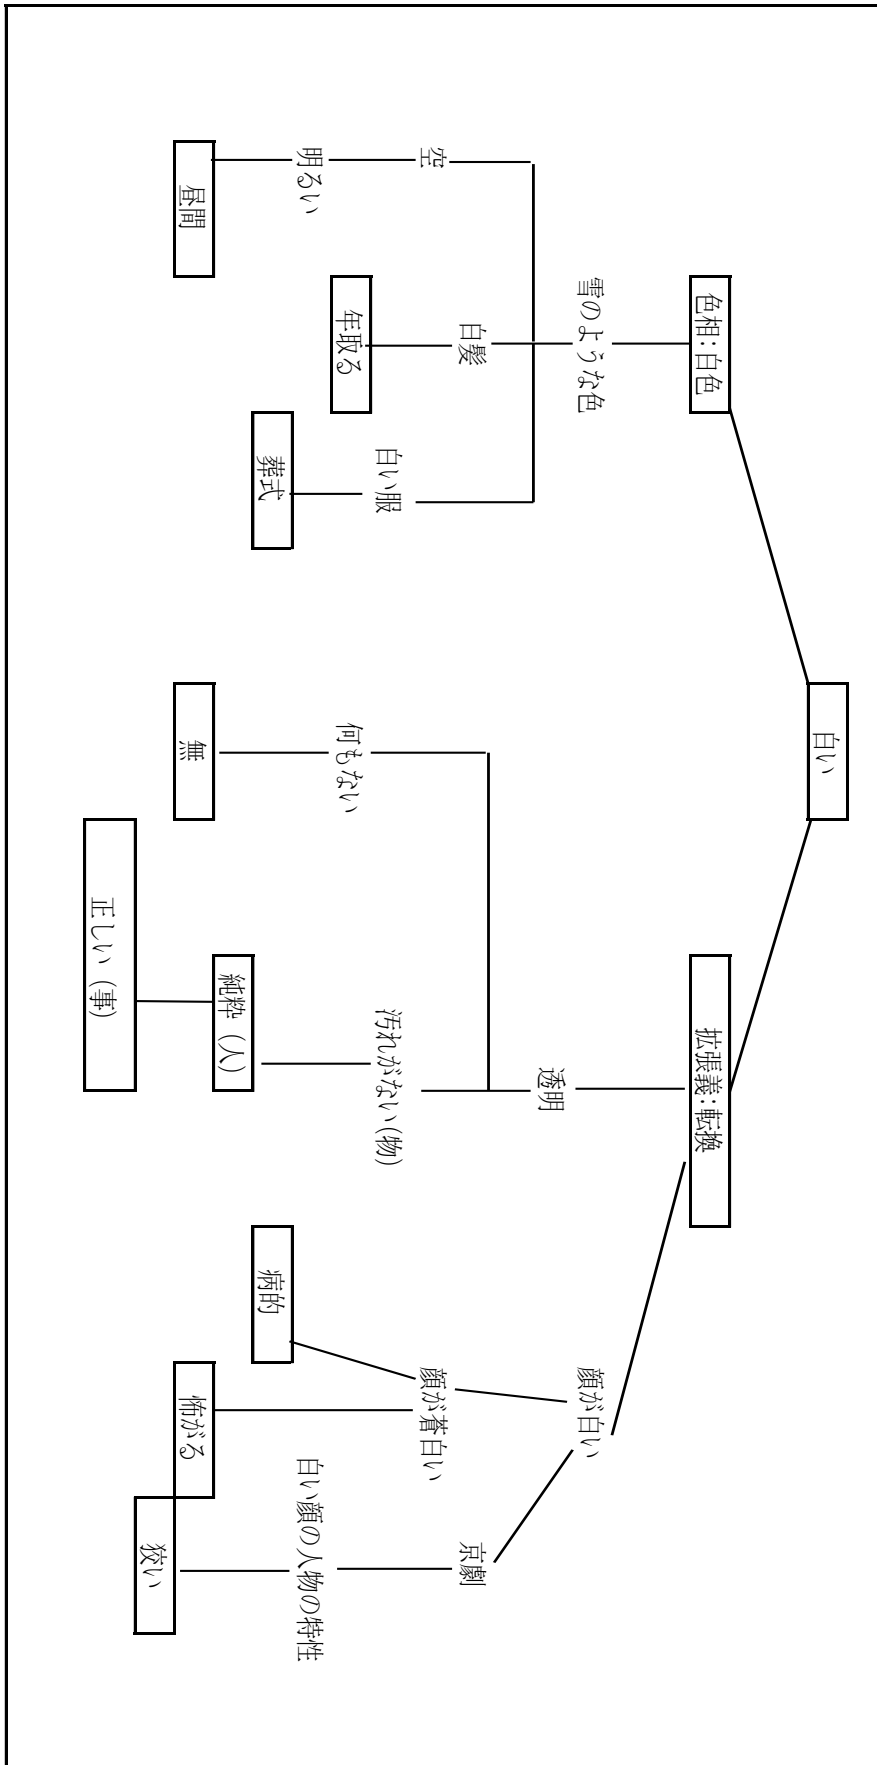 白い
色相：白色
拡張義：転換
雪のような色
透明
顔が白い
空
白髪
白い服
何もない
汚れがない(物)
顔が蒼白い
京劇
明るい
白い顔の人物の特性
昼間
年取る
葬式
無
純粋（人）
正しい（事）
病的
怖がる
狡い